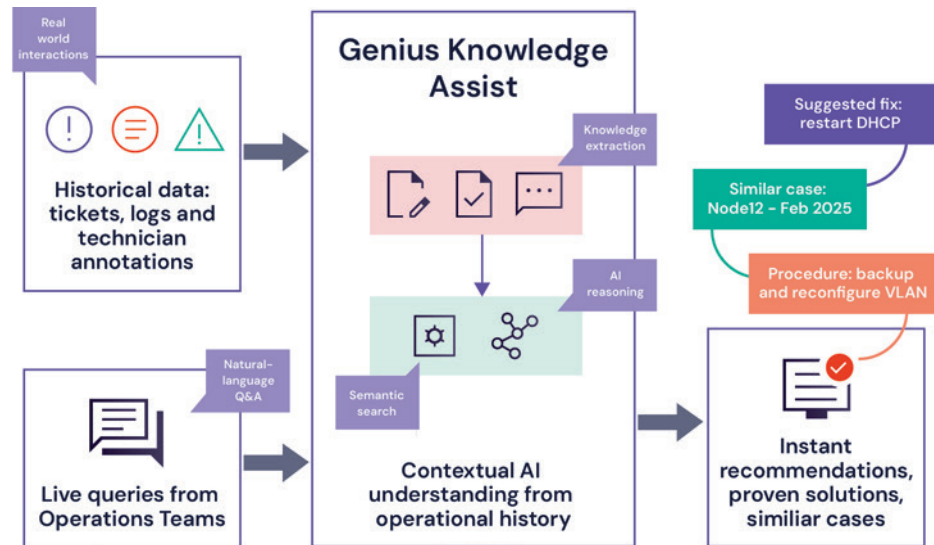 Real
world
interactions
Historical data:
tickets, logs and
technician
annotations
Natural-
language
Q&A
Live queries from
Operations Teams
Genius Knowledge
Assist
Knowledge
extraction
AI
reasoning
Semantic
search
Contextual AI
understanding from
operational history
Suggested fix:
restart DHCP
Similar case:
Node12 – Feb 2025
Procedure: backup
and reconfigure VLAN
Instant
recommendations,
proven solutions,
similiar cases